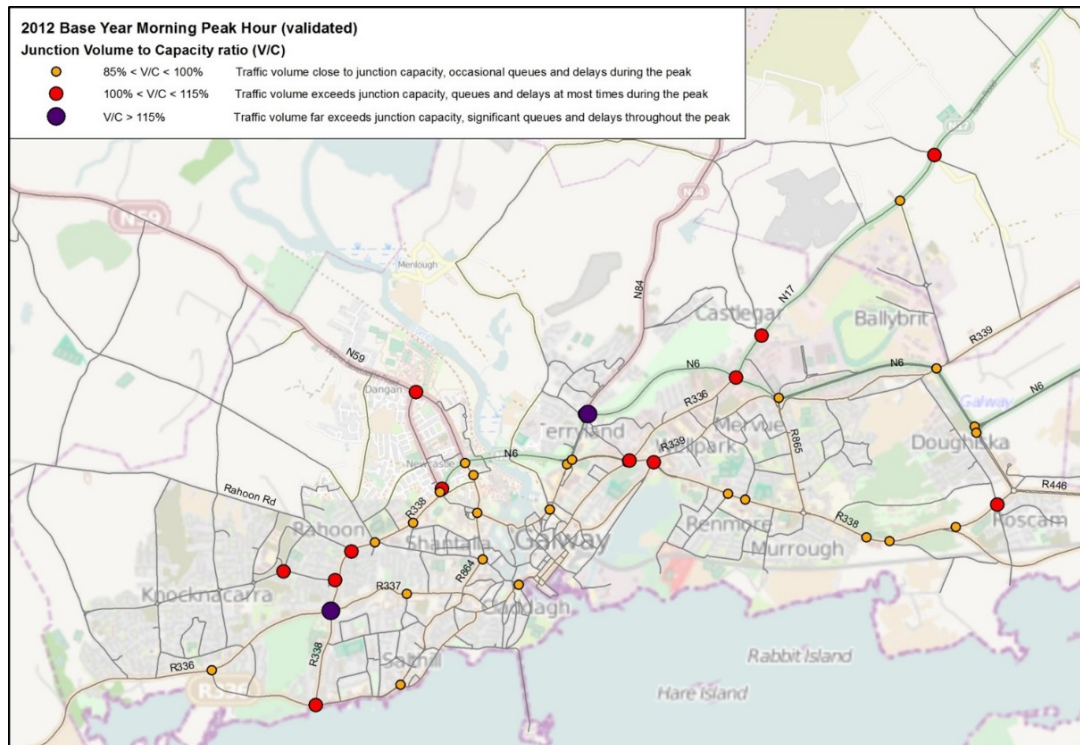 2012 Base Year Morning Peak Hour (validated)
Junction Volume to Capacity ratio (V/C)
85% < V/C < 100% Traffic volume close to junction capacity, occasional queues and delays during the peak
100% < V/C < 115% Traffic volume exceeds junction capacity, queues and delays at most times during the peak
V/C > 115% Traffic volume far exceeds junction capacity, significant queues and delays throughout the peak
N59
N84
Menlough
N84
N17
Castlegar
Ballybrit
R339
N59
Dangan
N6
N6
N6
R336
Galway
Mervue
Terryland
R339
R865
Doughiska
Newcastle
N6
R446
Rahoon Rd
R338
Roscam
Rahoon
Shantalla
Galway
Renmore
R338
Murrough
R864
Knocknacarra
R337
Claddagh
R338
Salthill
R336
R336
Rabbit Island
Hare Island